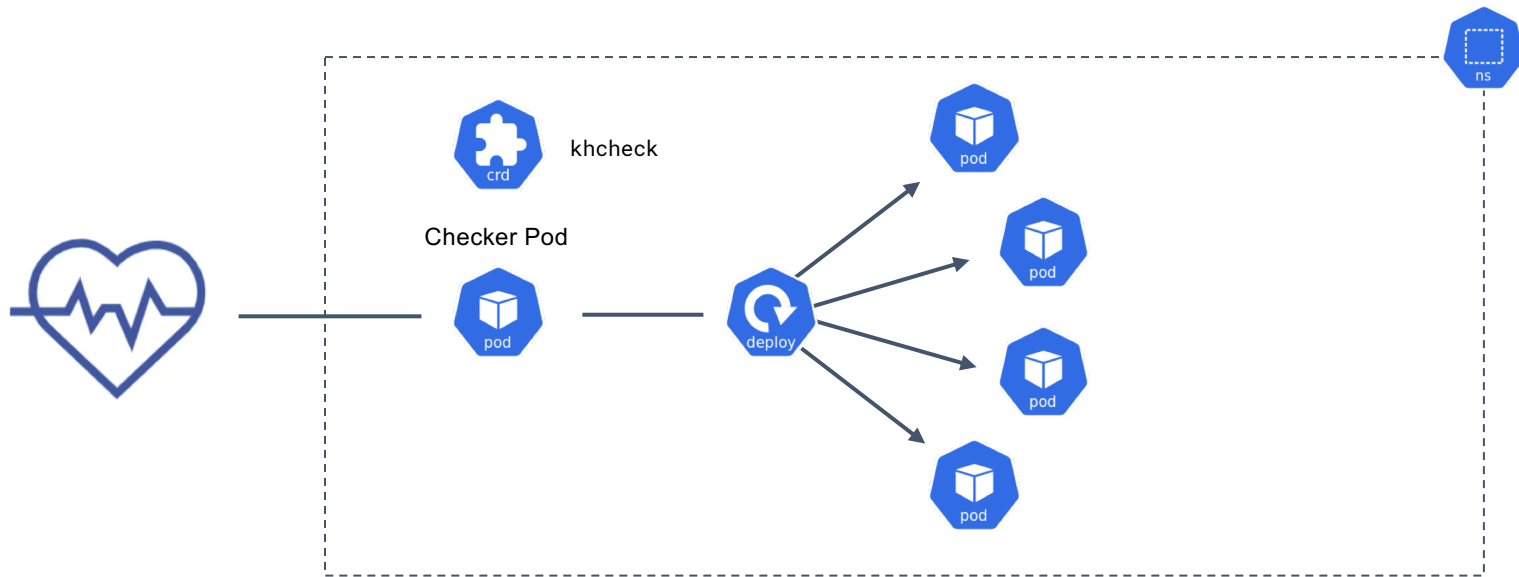 ns
crd
khcheck
Checker Pod
pod
deploy
pod
pod
pod
pod